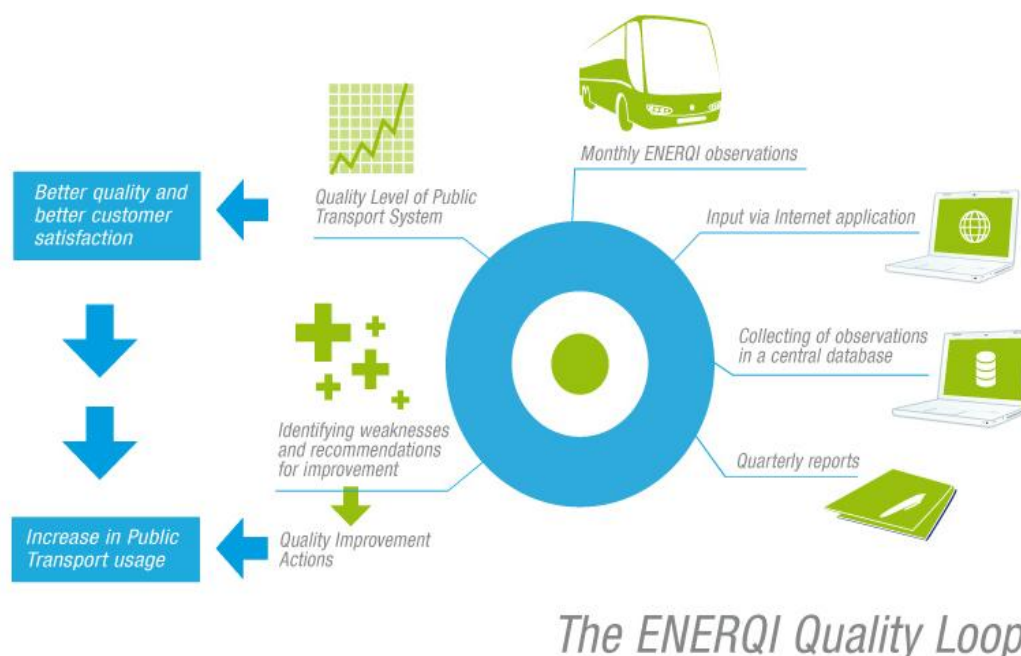 Monthly ENERQI observations
Input via Internet application
Collecting of observations
in a central database
Quarterly reports
Identifying weaknesses
and recommendations
for improvement
Quality Improvement
Actions
Quality Level of Public
Transport System
Better quality and
better customer
satisfaction
Increase in Public
Transport usage
The ENERQI Quality Loop